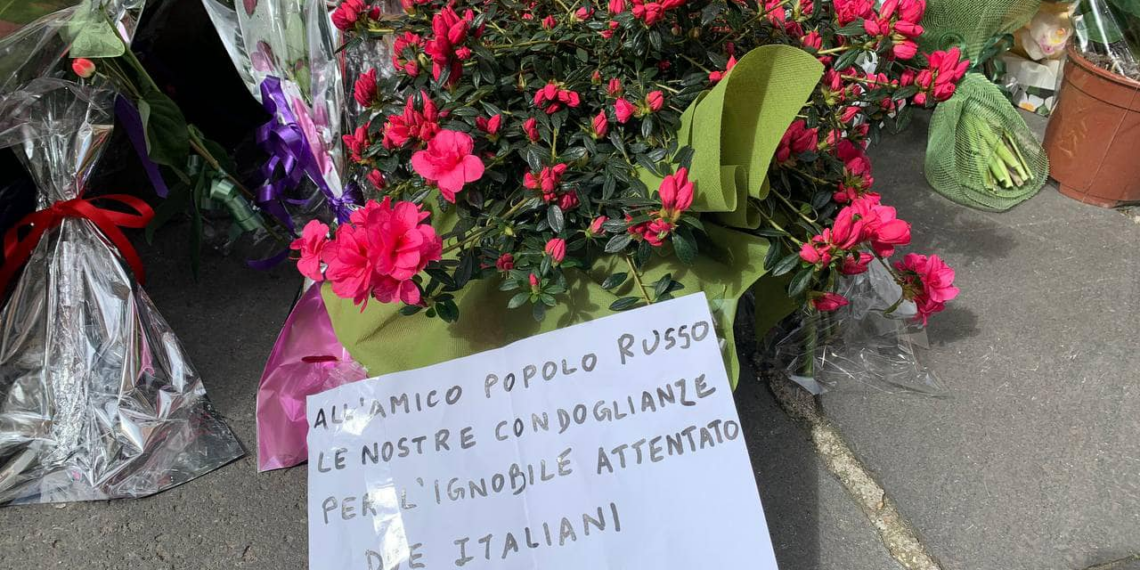 ALL'AMICO POPOLO RUSSO
LE NOSTRE CONDOGLIANZE
PER L'IGNOBILE ATTENTATO
DUE ITALIANI